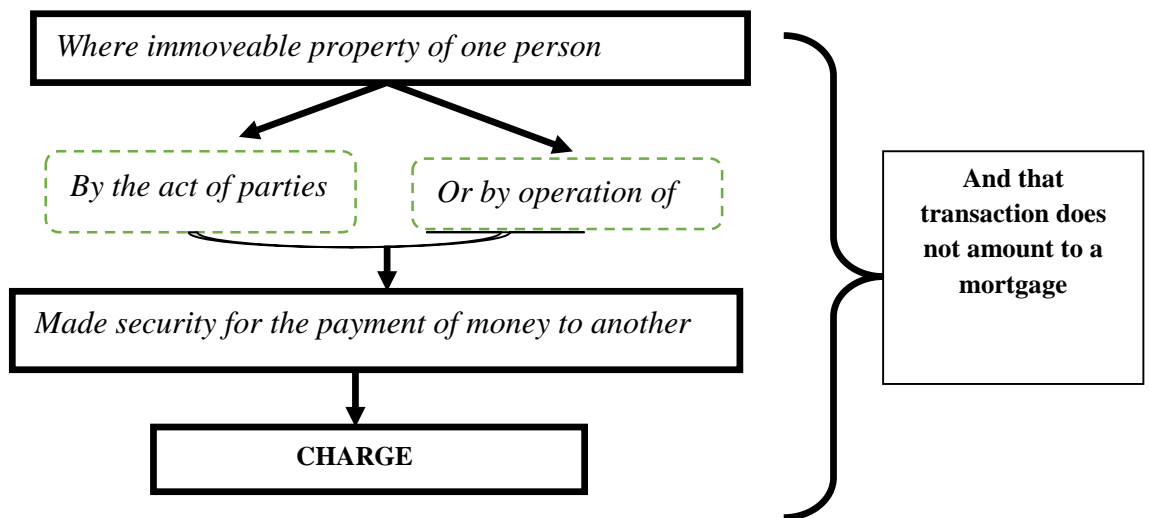 Where immoveable property of one person
By the act of parties
Or by operation of
Made security for the payment of money to another
CHARGE
And that
transaction does
not amount to a
mortgage